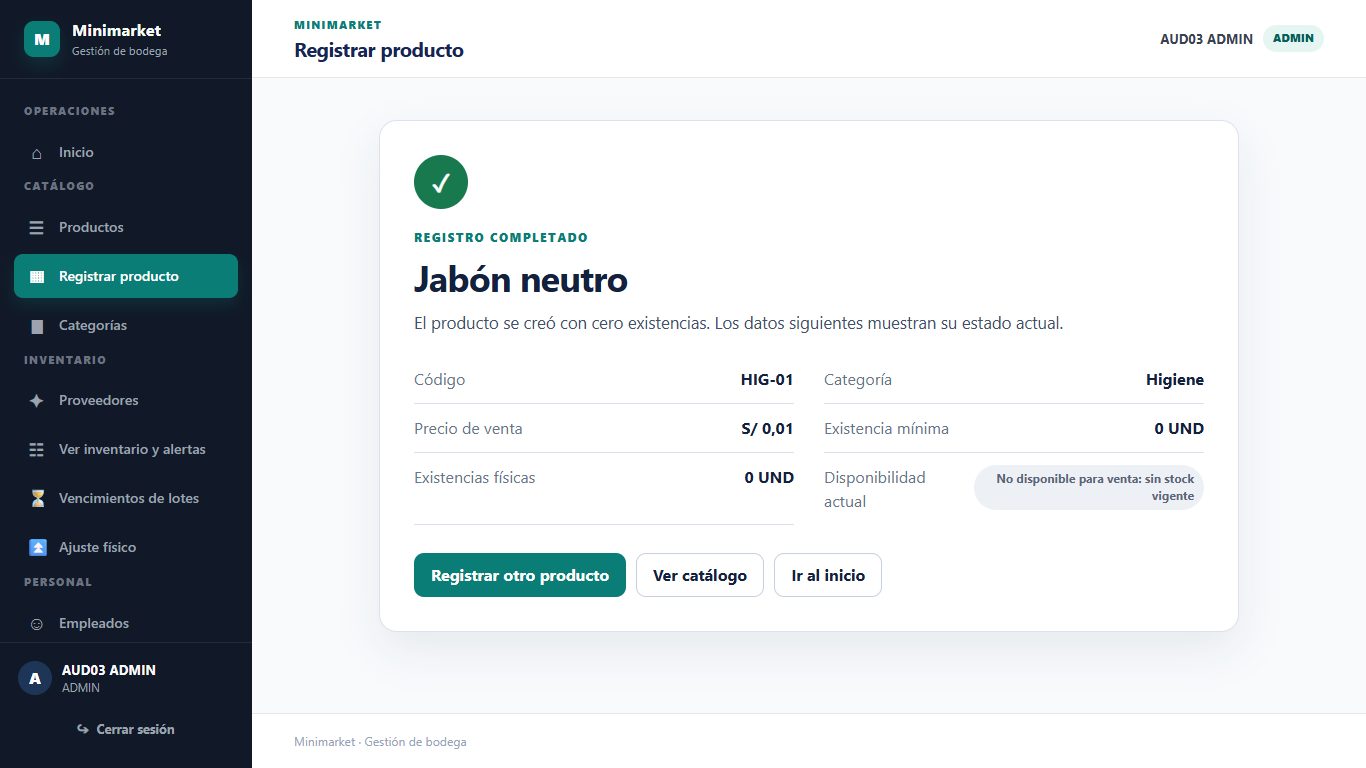 M
Minimarket
Gestión de bodega
OPERACIONES
Inicio
CATÁLOGO
Productos
Registrar producto
Categorías
INVENTARIO
Proveedores
Ver inventario y alertas
Vencimientos de lotes
Ajuste físico
PERSONAL
Empleados
A
AUD03 ADMIN
ADMIN
Cerrar sesión
MINIMARKET
Registrar producto
AUD03 ADMIN
ADMIN
REGISTRO COMPLETADO
Jabón neutro
El producto se creó con cero existencias. Los datos siguientes muestran su estado actual.
Código HIG-01
Categoría Higiene
Precio de venta S/ 0,01
Existencia mínima 0 UND
Existencias físicas 0 UND
Disponibilidad
actual
No disponible para venta: sin stock
vigente
Registrar otro producto
Ver catálogo
Ir al inicio
Minimarket · Gestión de bodega